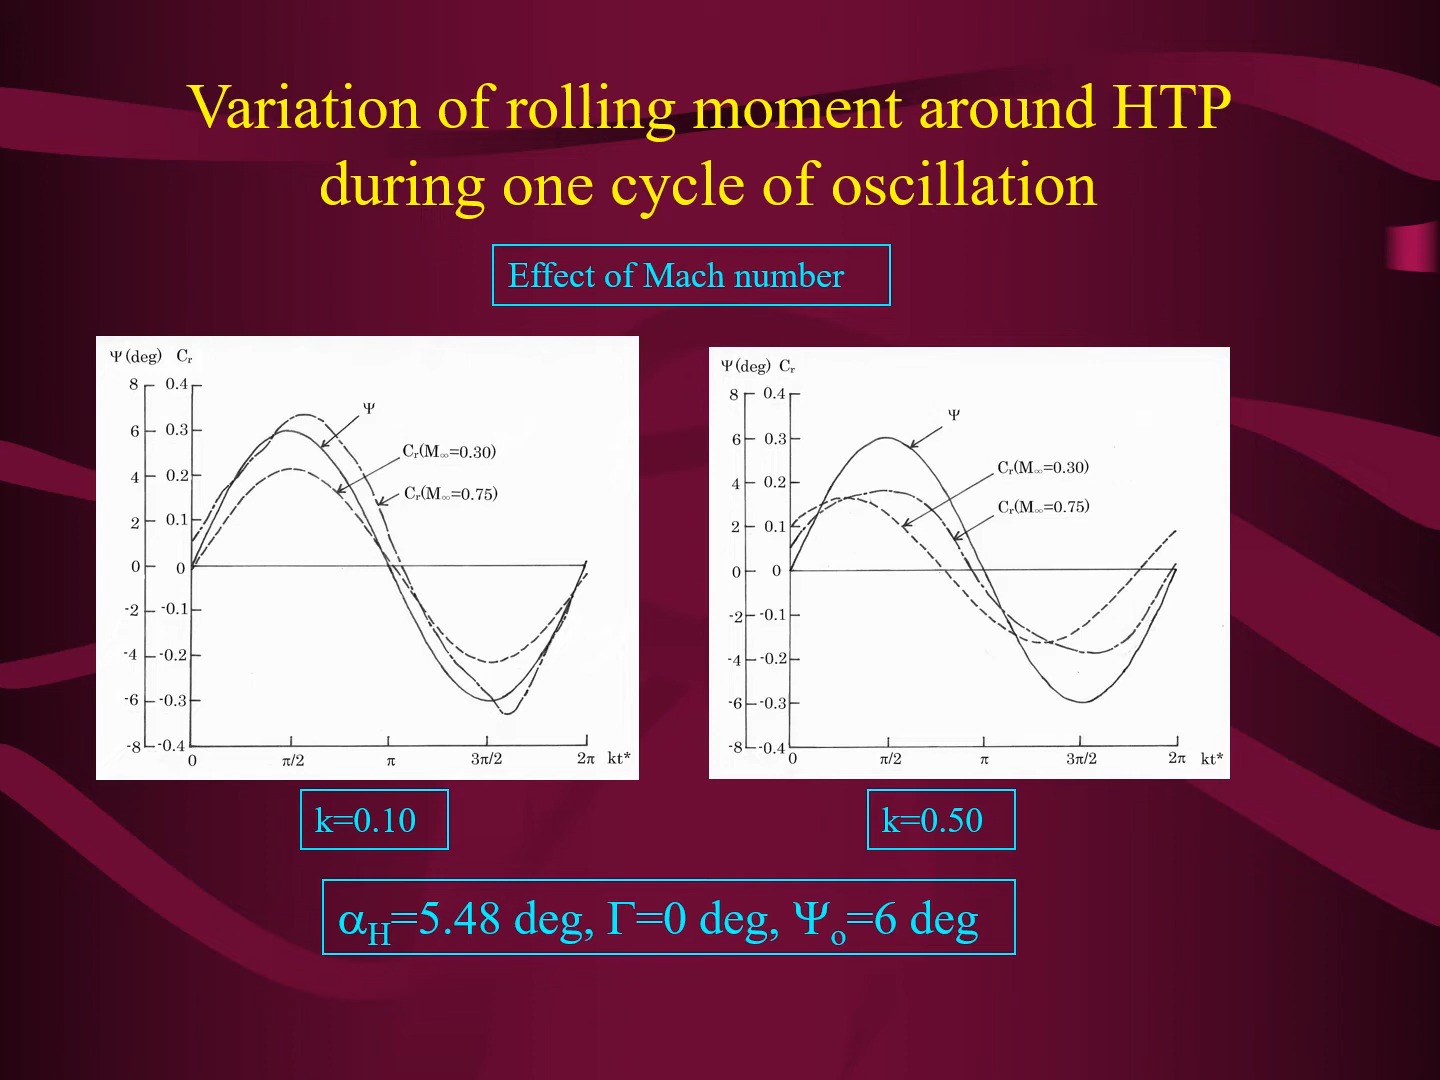 Variation of rolling moment around HTP
during one cycle of oscillation
Effect of Mach number
Ψ (deg) Cᵣ
8 0.4
6 0.3
4 0.2
2 0.1
0 0
-2 -0.1
-4 -0.2
-6 -0.3
-8 -0.4
Ψ
Cᵣ(M∞=0.30)
Cᵣ(M∞=0.75)
0 π/2 π 3π/2 2π kt*
Ψ (deg) Cᵣ
8 0.4
6 0.3
4 0.2
2 0.1
0 0
-2 -0.1
-4 -0.2
-6 -0.3
-8 -0.4
Ψ
Cᵣ(M∞=0.30)
Cᵣ(M∞=0.75)
0 π/2 π 3π/2 2π kt*
k=0.10
k=0.50
αH=5.48 deg, Γ=0 deg, Ψo=6 deg